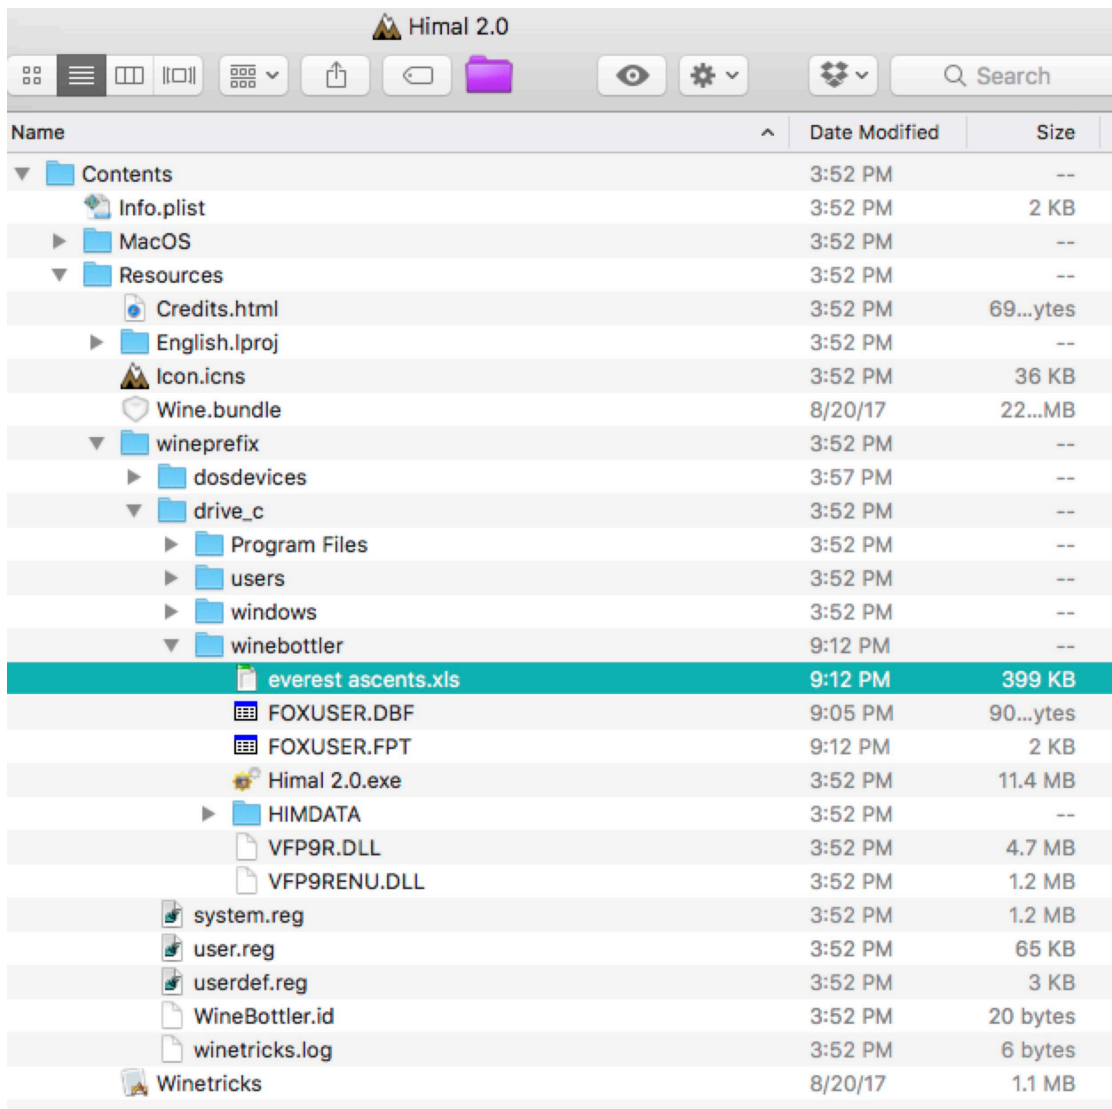 Himal 2.0
Search
Name Date Modified Size
Contents 3:52 PM --
Info.plist 3:52 PM 2 KB
MacOS 3:52 PM --
Resources 3:52 PM --
Credits.html 3:52 PM 69...ytes
English.lproj 3:52 PM --
Icon.icns 3:52 PM 36 KB
Wine.bundle 8/20/17 22...MB
wineprefix 3:52 PM --
dosdevices 3:57 PM --
drive_c 3:52 PM --
Program Files 3:52 PM --
users 3:52 PM --
windows 3:52 PM --
winebottler 9:12 PM --
everest ascents.xls 9:12 PM 399 KB
FOXUSER.DBF 9:05 PM 90...ytes
FOXUSER.FPT 9:12 PM 2 KB
Himal 2.0.exe 3:52 PM 11.4 MB
HIMDATA 3:52 PM --
VFP9R.DLL 3:52 PM 4.7 MB
VFP9RENU.DLL 3:52 PM 1.2 MB
system.reg 3:52 PM 1.2 MB
user.reg 3:52 PM 65 KB
userdef.reg 3:52 PM 3 KB
WineBottler.id 3:52 PM 20 bytes
winetricks.log 3:52 PM 6 bytes
Winetricks 8/20/17 1.1 MB